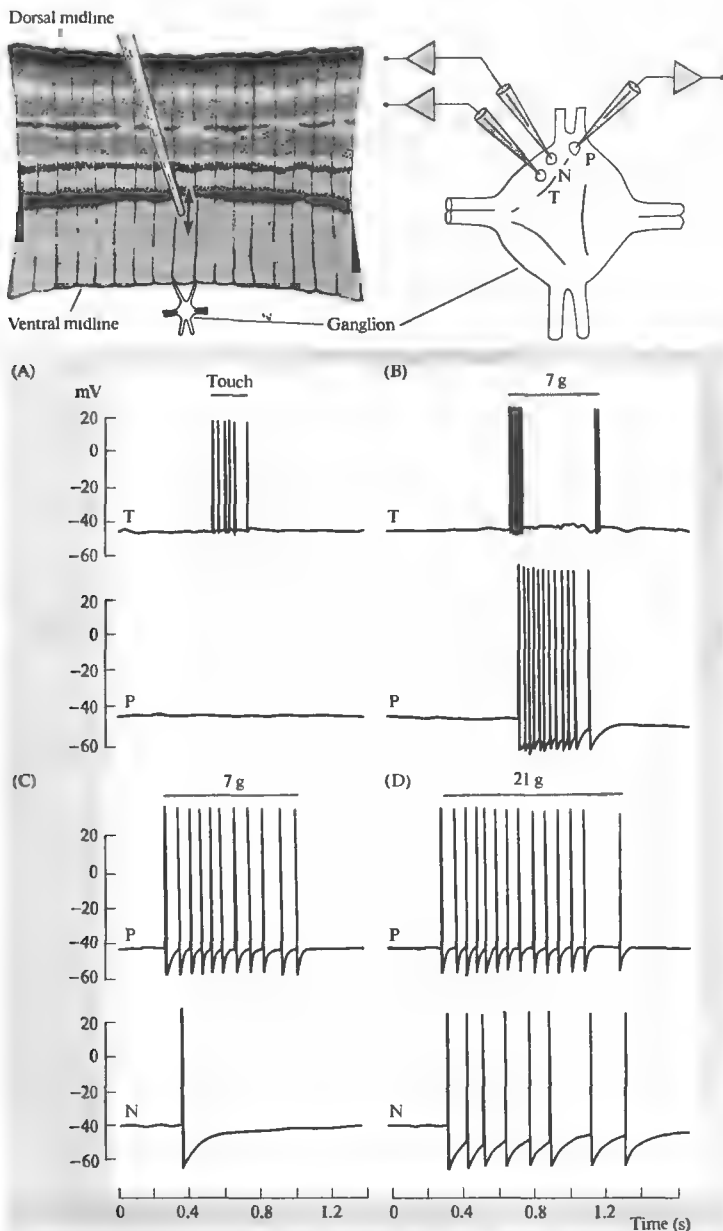 Dorsal midline
P
N
T
Ventral midline
Ganglion
(A)
Touch
(B)
7 g
mV
20
0
−20
−40
−60
T
T
20
0
−20
−40
−60
P
P
(C)
7 g
(D)
21 g
20
0
−20
−40
−60
P
P
20
0
−20
−40
−60
N
N
0 0.4 0.8 1.2 0 0.4 0.8 1.2
Time (s)